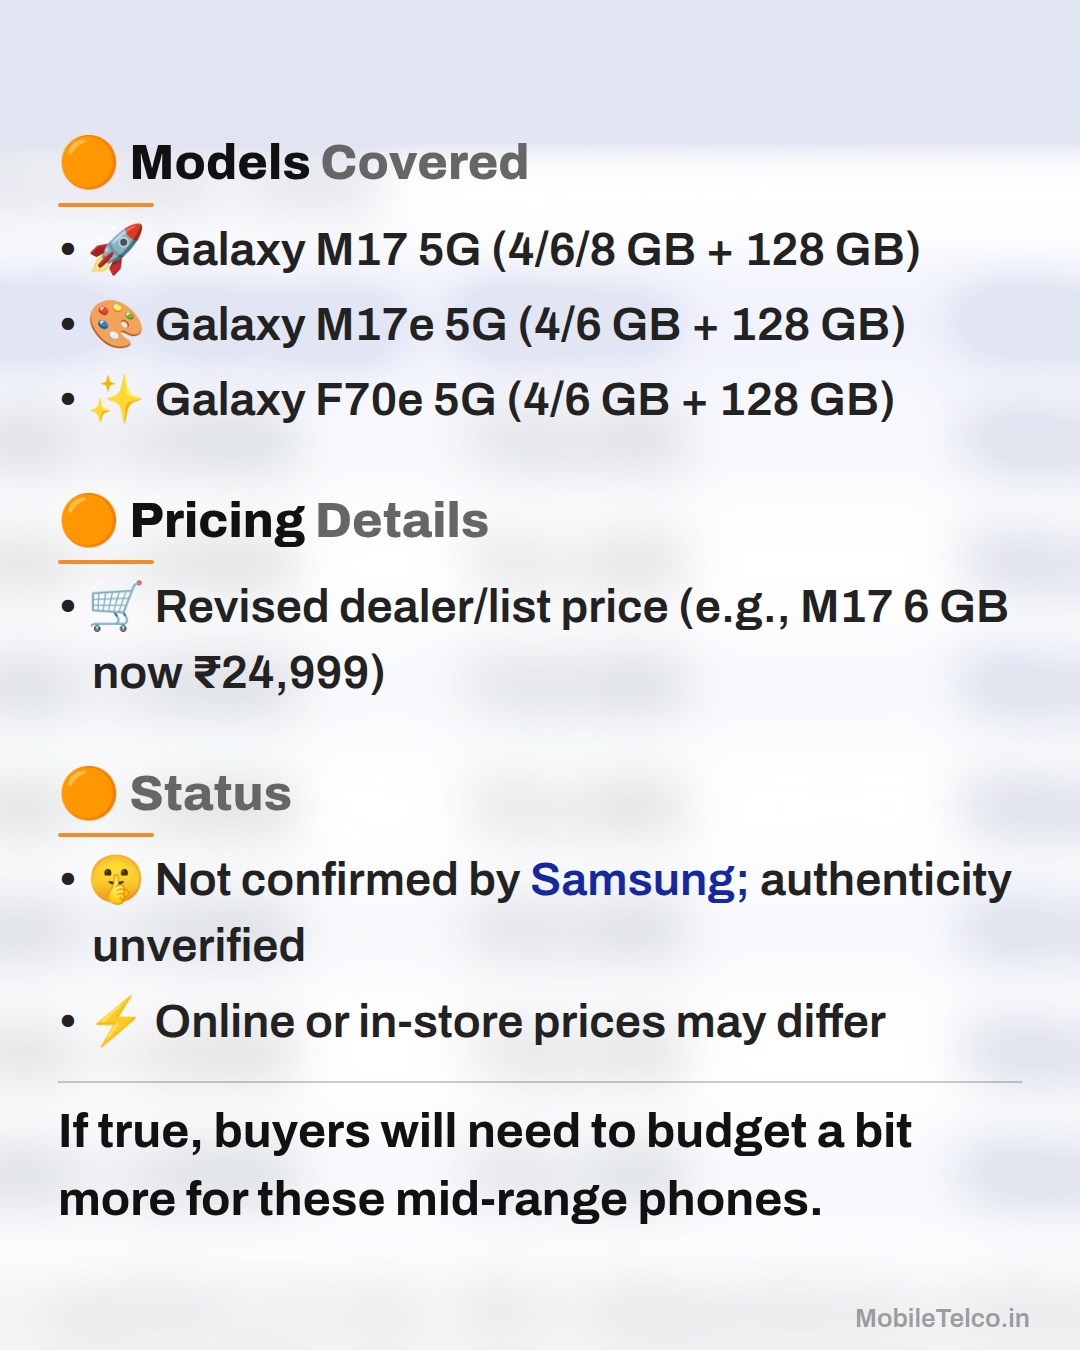 🟠 Models Covered
• 🚀 Galaxy M17 5G (4/6/8 GB + 128 GB)
• 🎨 Galaxy M17e 5G (4/6 GB + 128 GB)
• ✨ Galaxy F70e 5G (4/6 GB + 128 GB)
🟠 Pricing Details
• 🛒 Revised dealer/list price (e.g., M17 6 GB
now ₹24,999)
🟠 Status
• 🤫 Not confirmed by Samsung; authenticity
unverified
• ⚡ Online or in-store prices may differ
If true, buyers will need to budget a bit
more for these mid-range phones.
MobileTelco.in